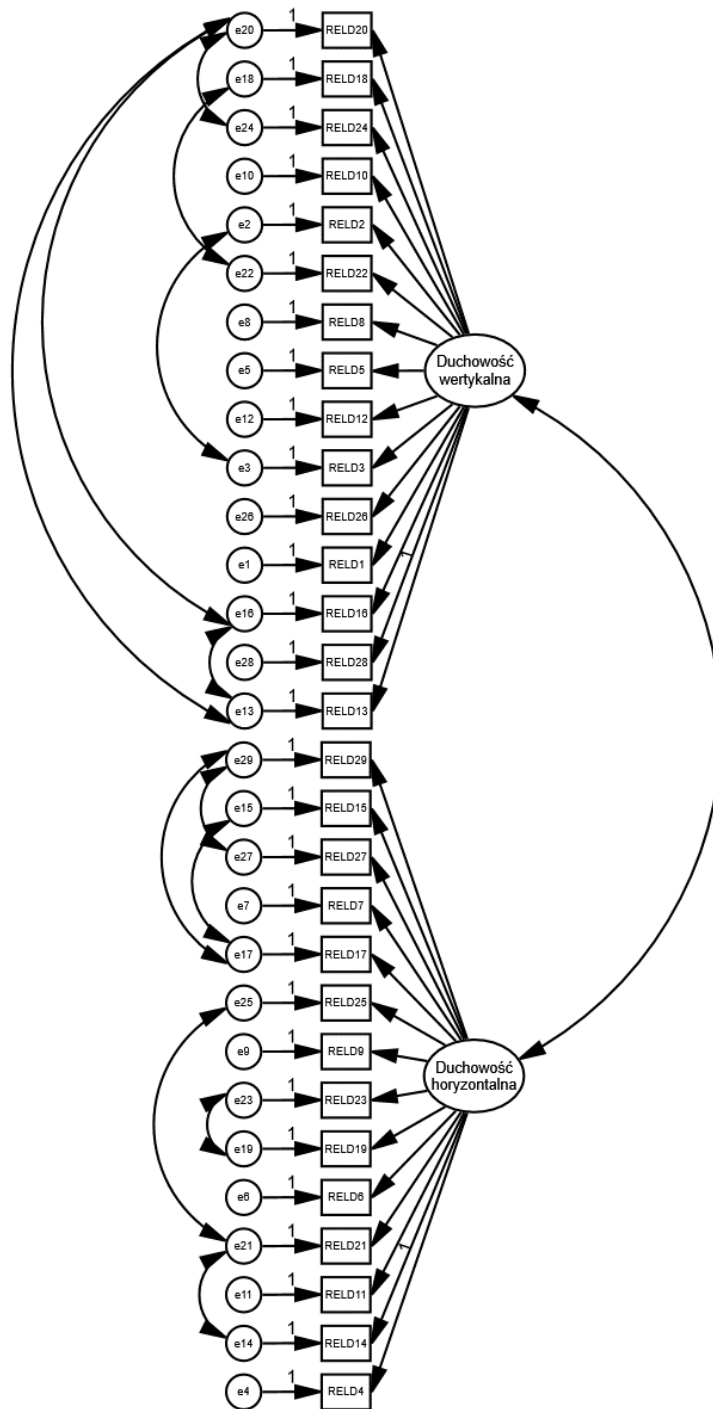 e20 1 RELD20
e18 1 RELD18
e24 1 RELD24
e10 1 RELD10
e2 1 RELD2
e22 1 RELD22
e8 1 RELD8
e5 1 RELD5
e12 1 RELD12
e3 1 RELD3
e26 1 RELD26
e1 1 RELD1
e16 1 RELD16
e28 1 RELD28
e13 1 RELD13
1
Duchowość
wertykalna
e29 1 RELD29
e15 1 RELD15
e27 1 RELD27
e7 1 RELD7
e17 1 RELD17
e25 1 RELD25
e9 1 RELD9
e23 1 RELD23
e19 1 RELD19
e6 1 RELD6
e21 1 RELD21
e11 1 RELD11
e14 1 RELD14
e4 1 RELD4
1
Duchowość
horyzontalna